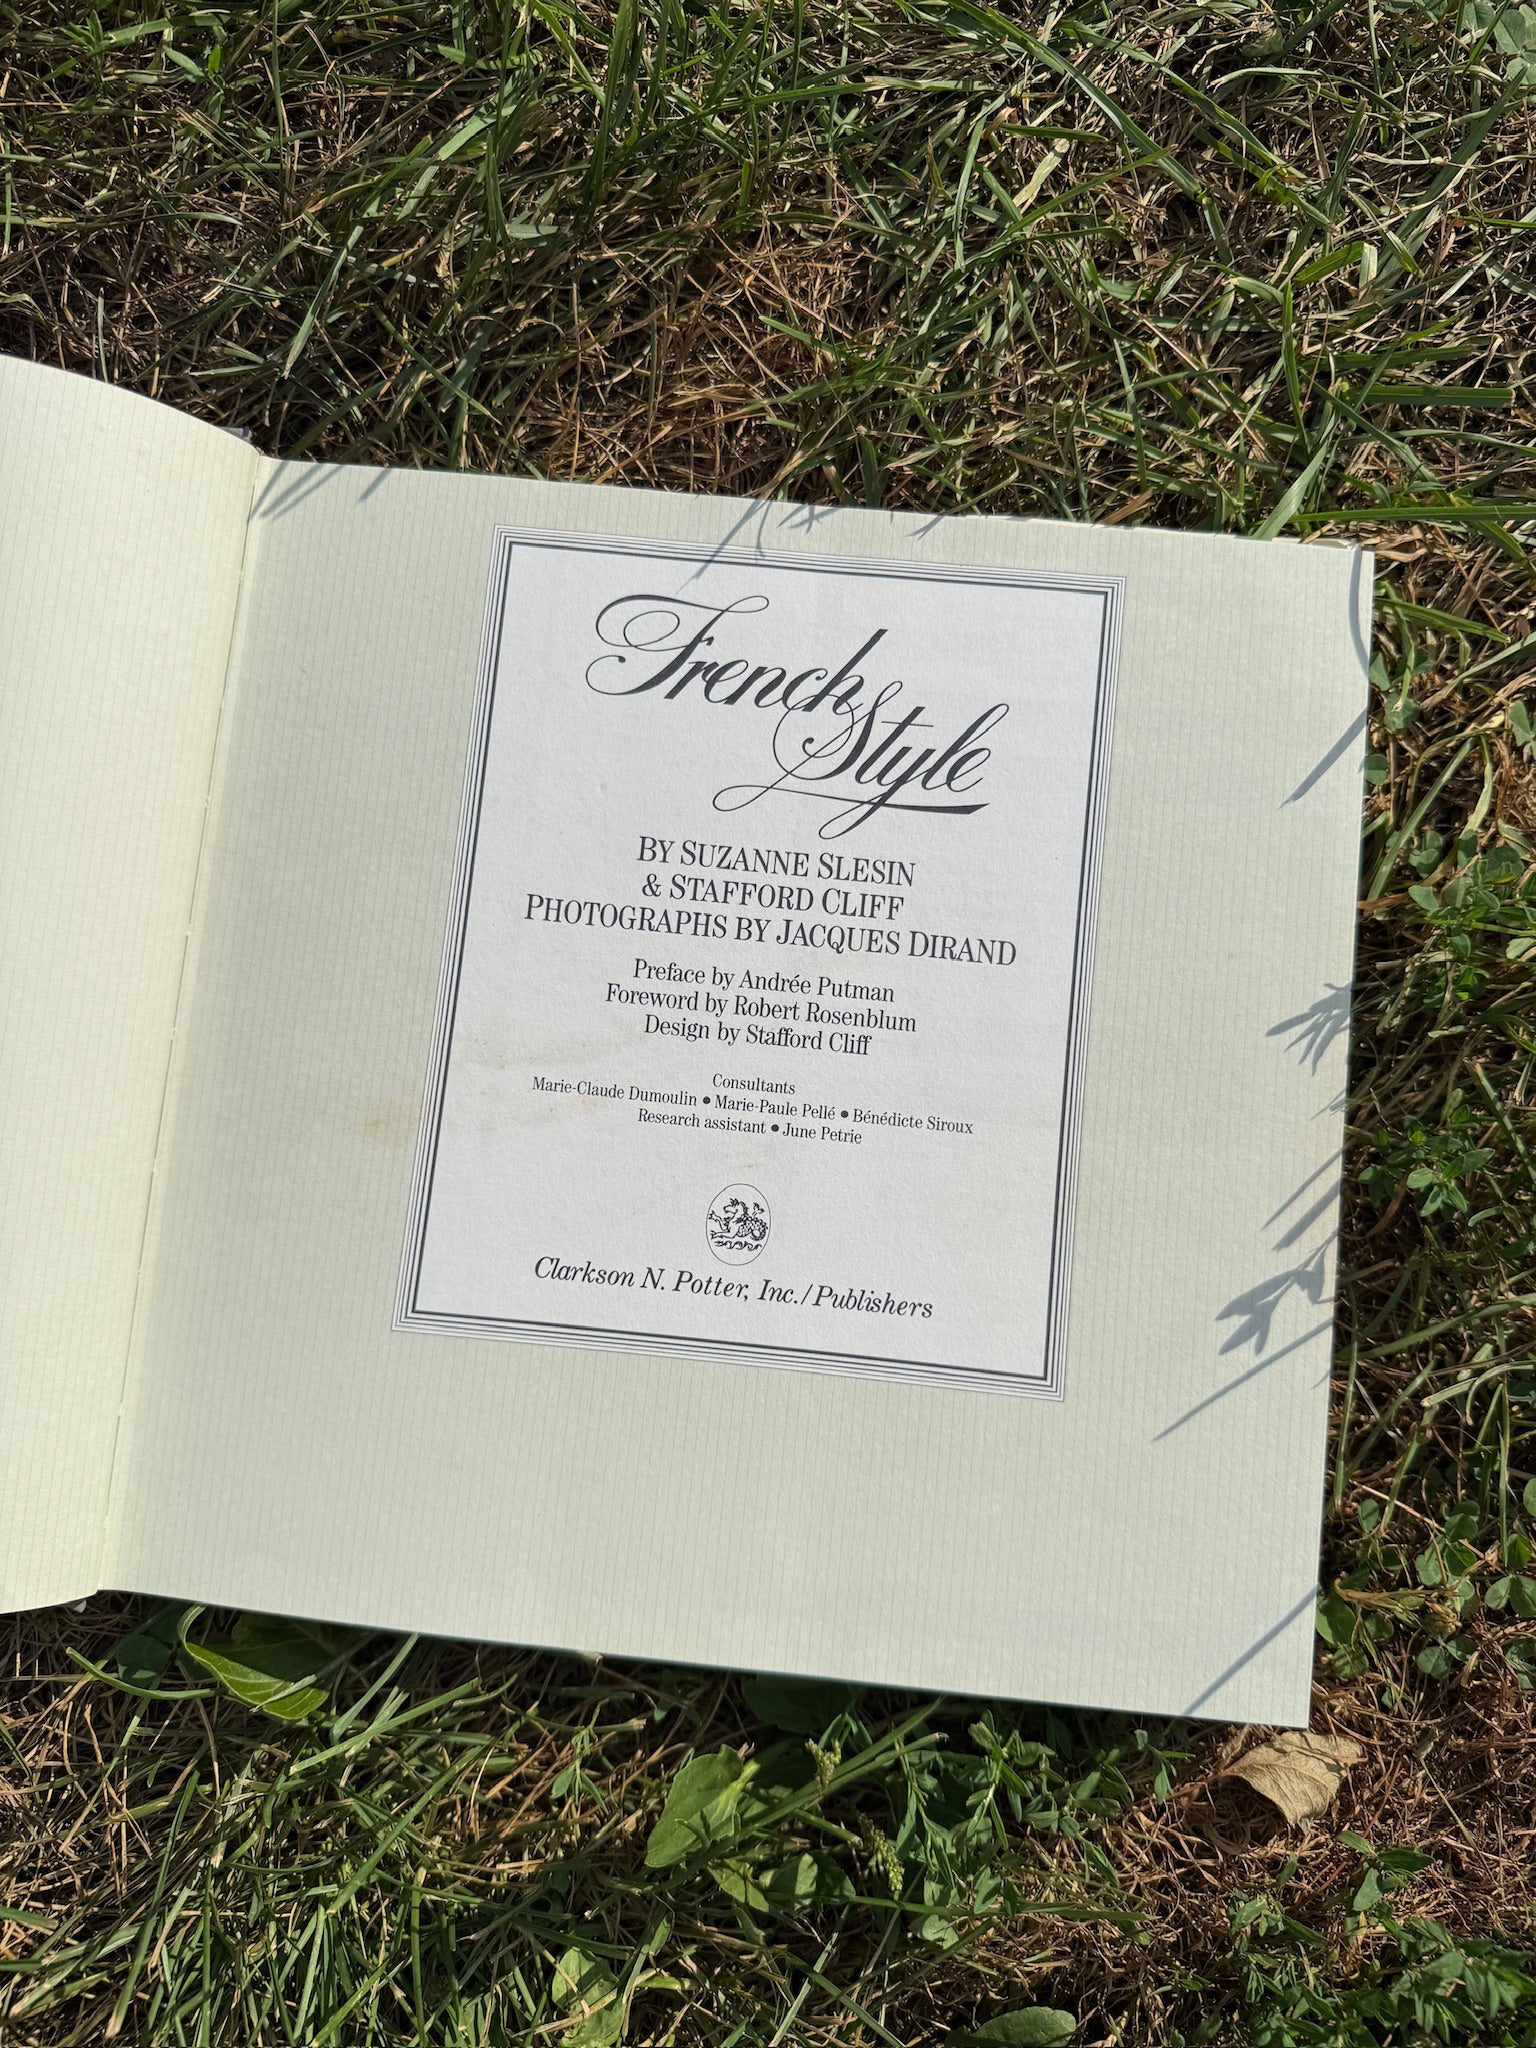 French
Style
BY SUZANNE SLESIN
& STAFFORD CLIFF
PHOTOGRAPHS BY JACQUES DIRAND
Preface by Andrée Putman
Foreword by Robert Rosenblum
Design by Stafford Cliff
Consultants
Marie-Claude Dumoulin • Marie-Paule Pellé • Bénédicte Siroux
Research assistant • June Petrie
Clarkson N. Potter, Inc./Publishers